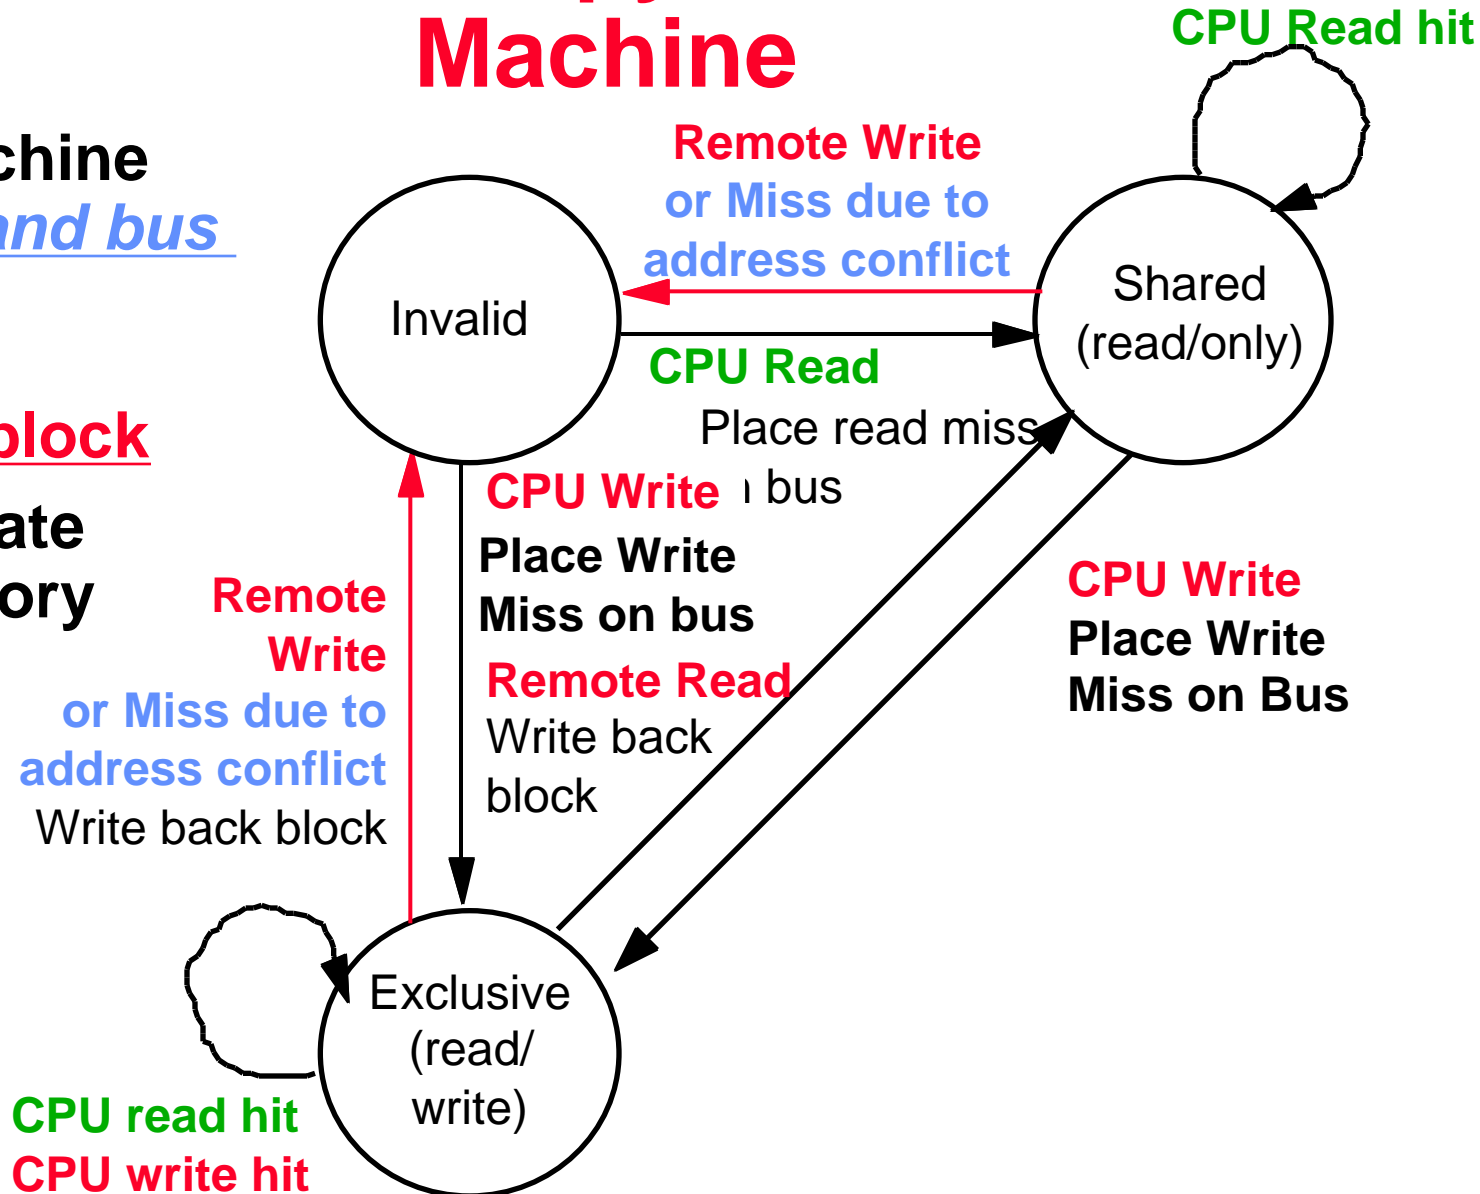 Machine
CPU Read hit
chine
and bus
Remote Write
or Miss due to
address conflict
Invalid
Shared
(read/only)
CPU Read
Place read miss
bus
block
ate
ory
CPU Write
Place Write
Miss on bus
Remote
Write
or Miss due to
address conflict
Write back block
Remote Read
Write back
block
CPU Write
Place Write
Miss on Bus
Exclusive
(read/
write)
CPU read hit
CPU write hit